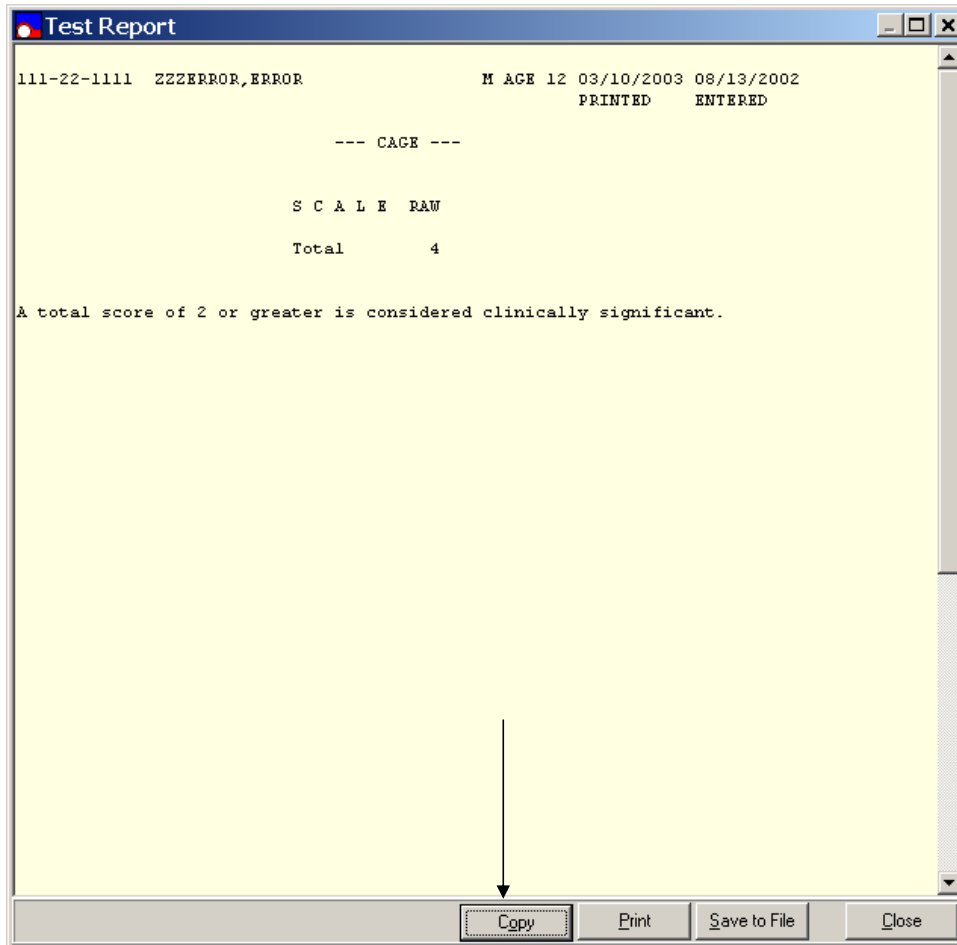 Test Report
111-22-1111 ZZZERROR,ERROR M AGE 12 03/10/2003 08/13/2002
PRINTED ENTERED
--- CAGE ---
S C A L E RAW
Total 4
A total score of 2 or greater is considered clinically significant.
Copy Print Save to File Close